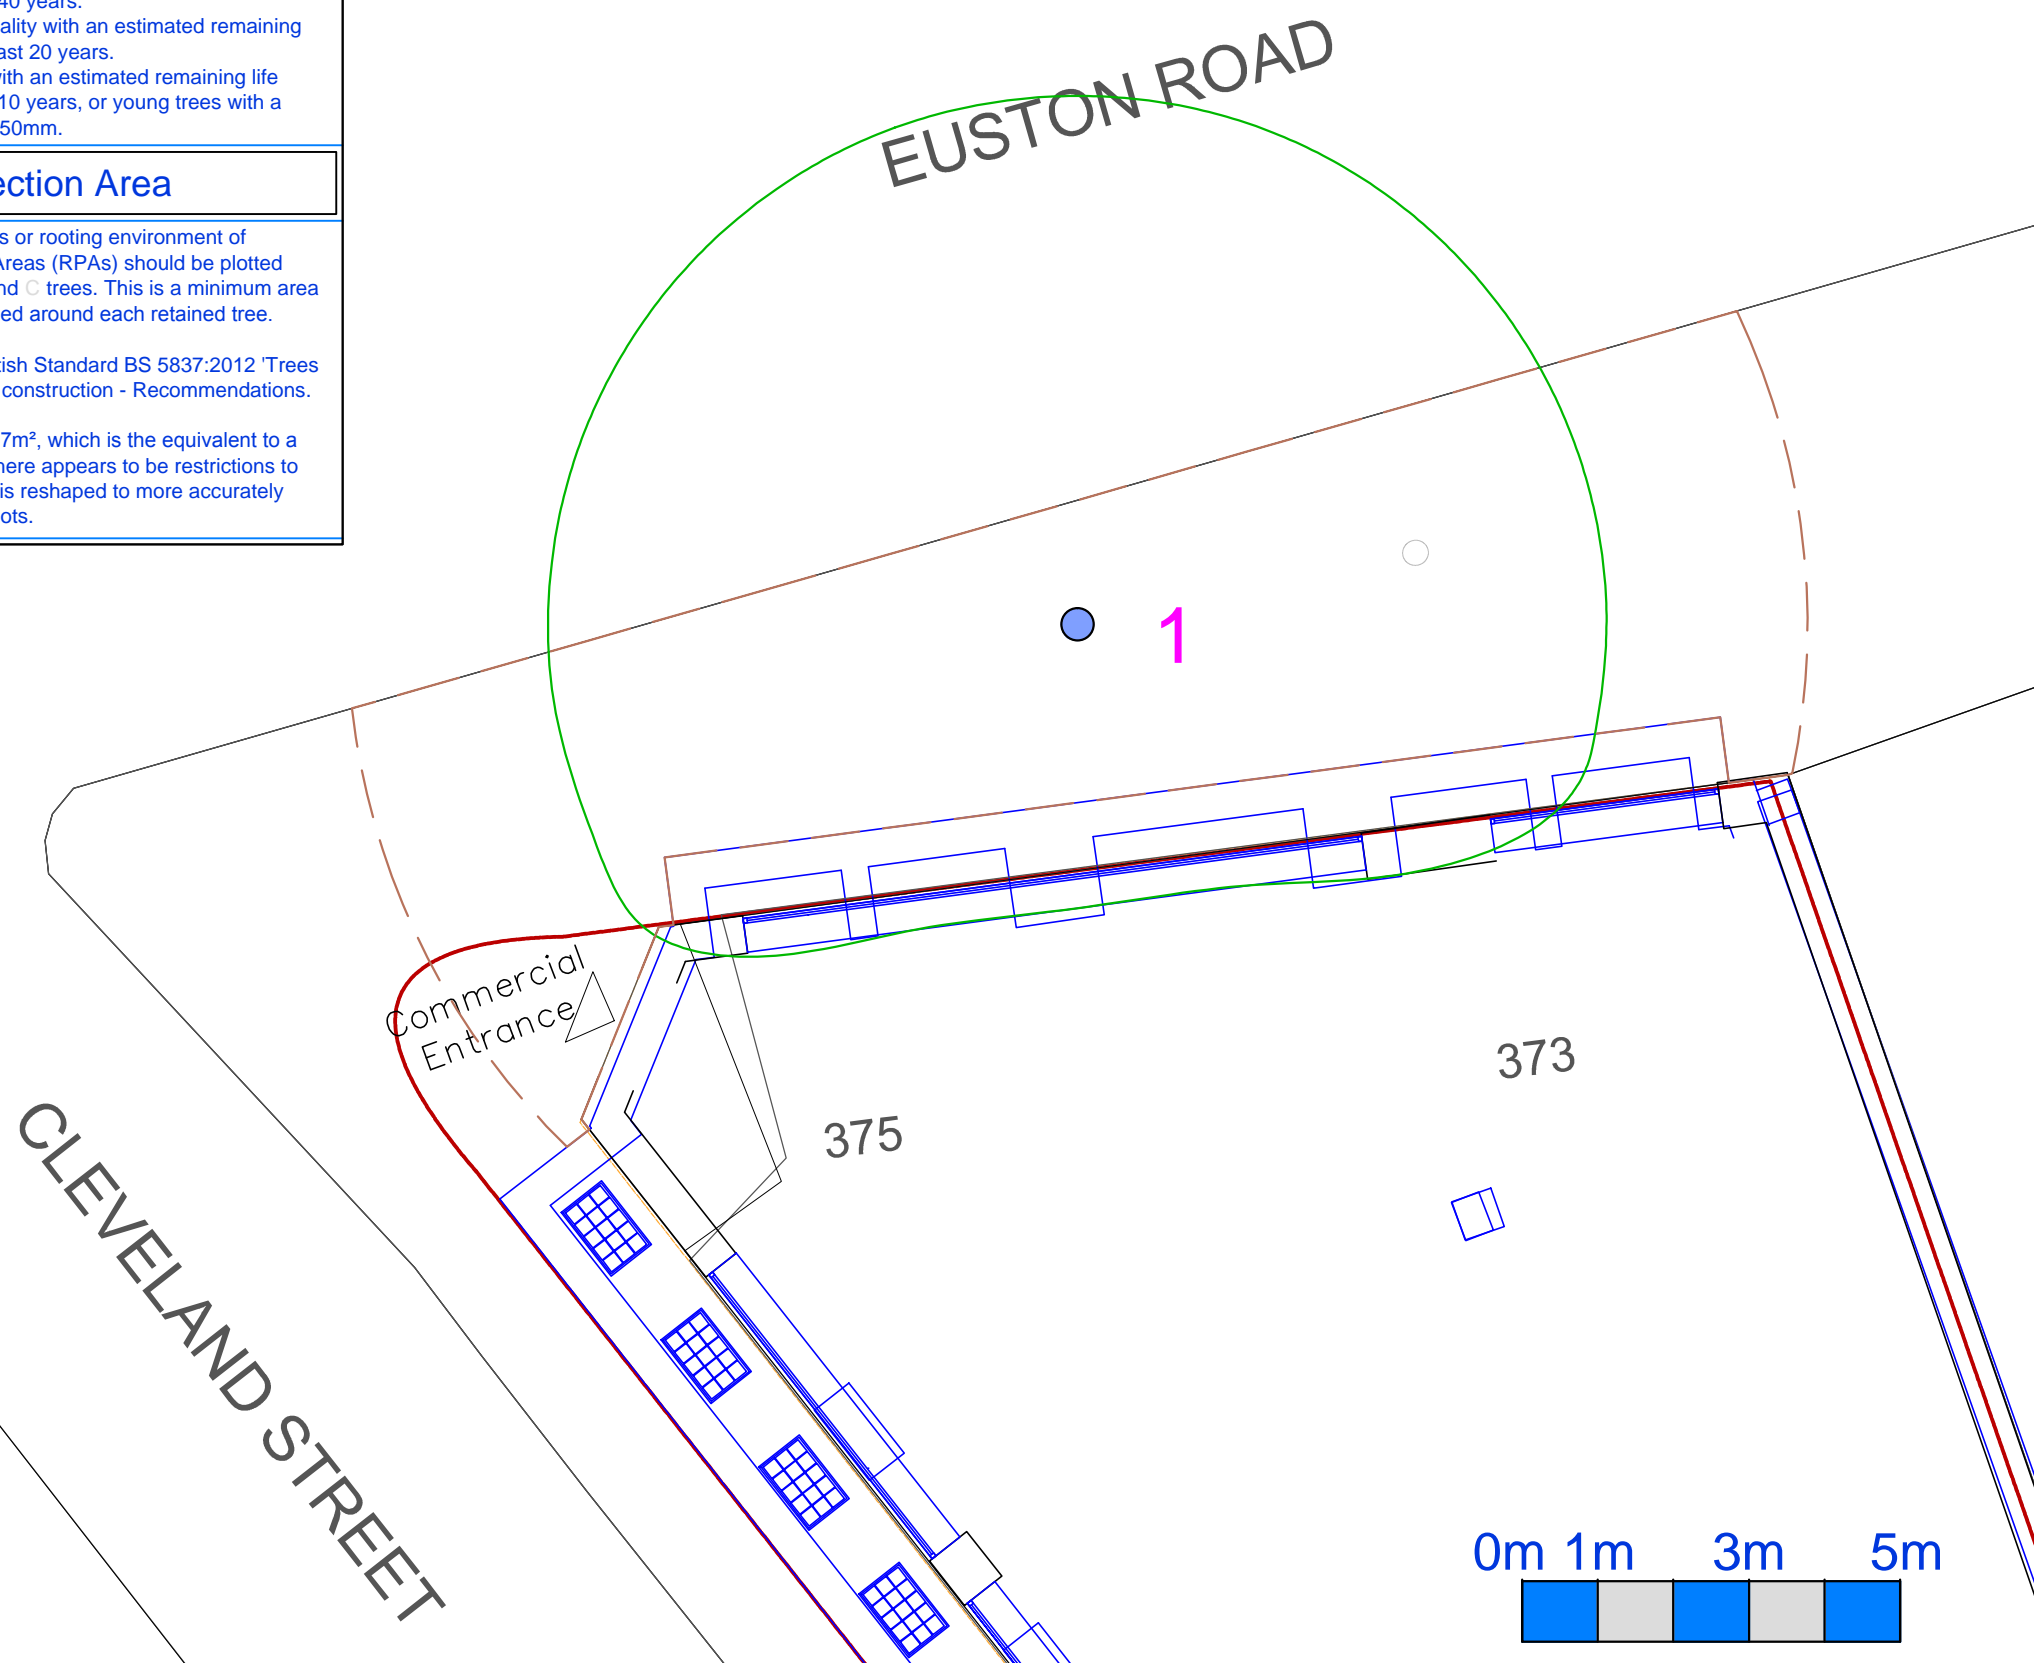 40 years.
ality with an estimated remaining
ast 20 years.
with an estimated remaining life
10 years, or young trees with a
50mm.
ection Area
s or rooting environment of
Areas (RPAs) should be plotted
nd C trees. This is a minimum area
ed around each retained tree.
tish Standard BS 5837:2012 'Trees
construction - Recommendations.
7m², which is the equivalent to a
here appears to be restrictions to
is reshaped to more accurately
ots.
EUSTON ROAD
1
Commercial
Entrance
373
375
CLEVELAND STREET
0m 1m 3m 5m